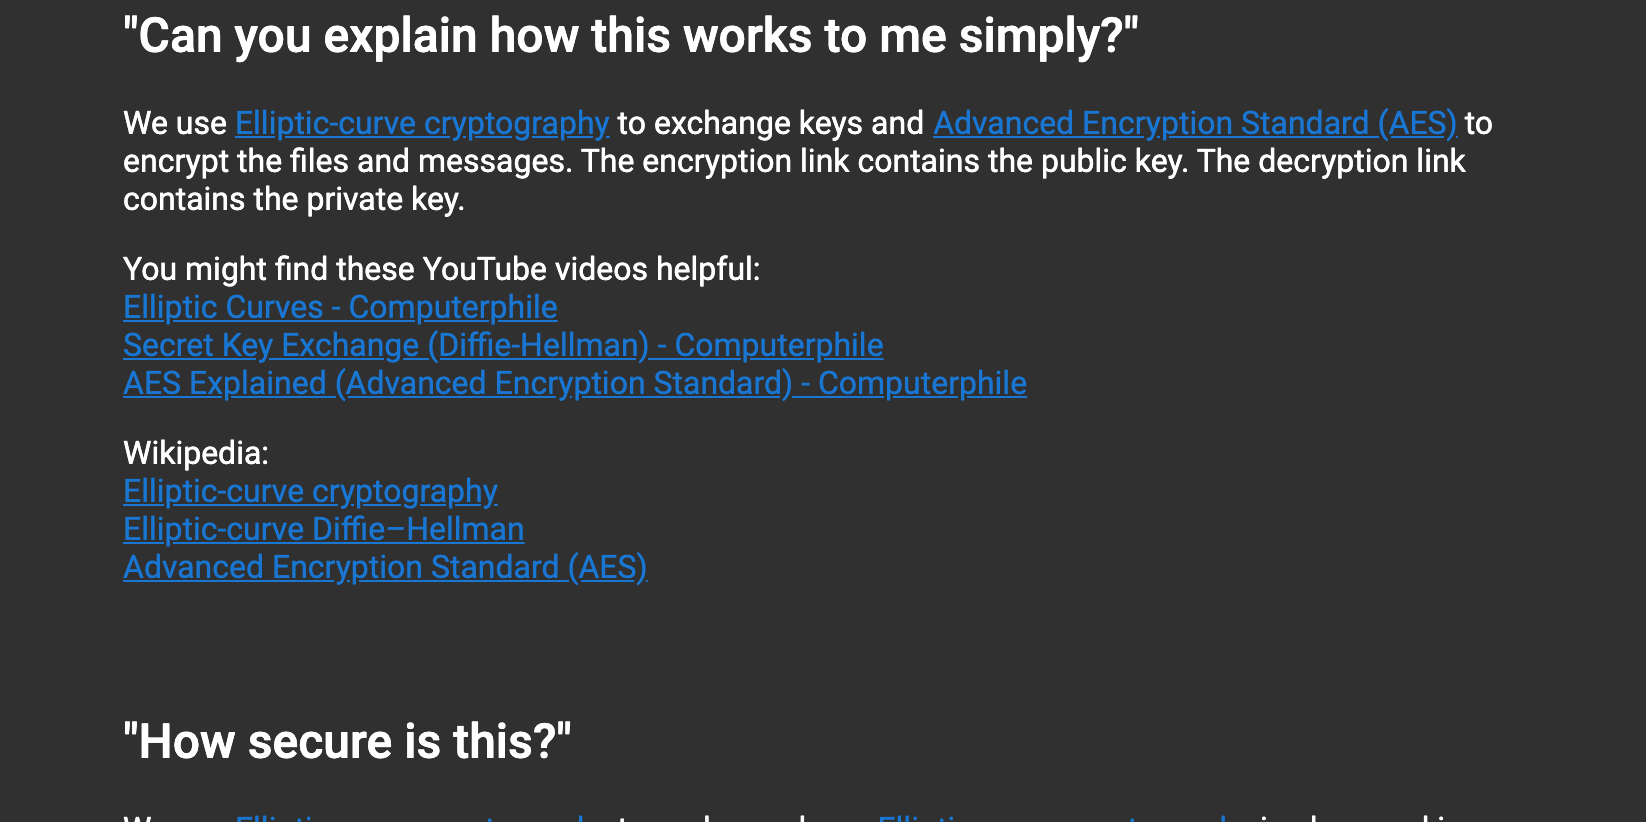 "Can you explain how this works to me simply?"
We use Elliptic-curve cryptography to exchange keys and Advanced Encryption Standard (AES) to
encrypt the files and messages. The encryption link contains the public key. The decryption link
contains the private key.
You might find these YouTube videos helpful:
Elliptic Curves - Computerphile
Secret Key Exchange (Diffie-Hellman) - Computerphile
AES Explained (Advanced Encryption Standard) - Computerphile
Wikipedia:
Elliptic-curve cryptography
Elliptic-curve Diffie–Hellman
Advanced Encryption Standard (AES)
"How secure is this?"